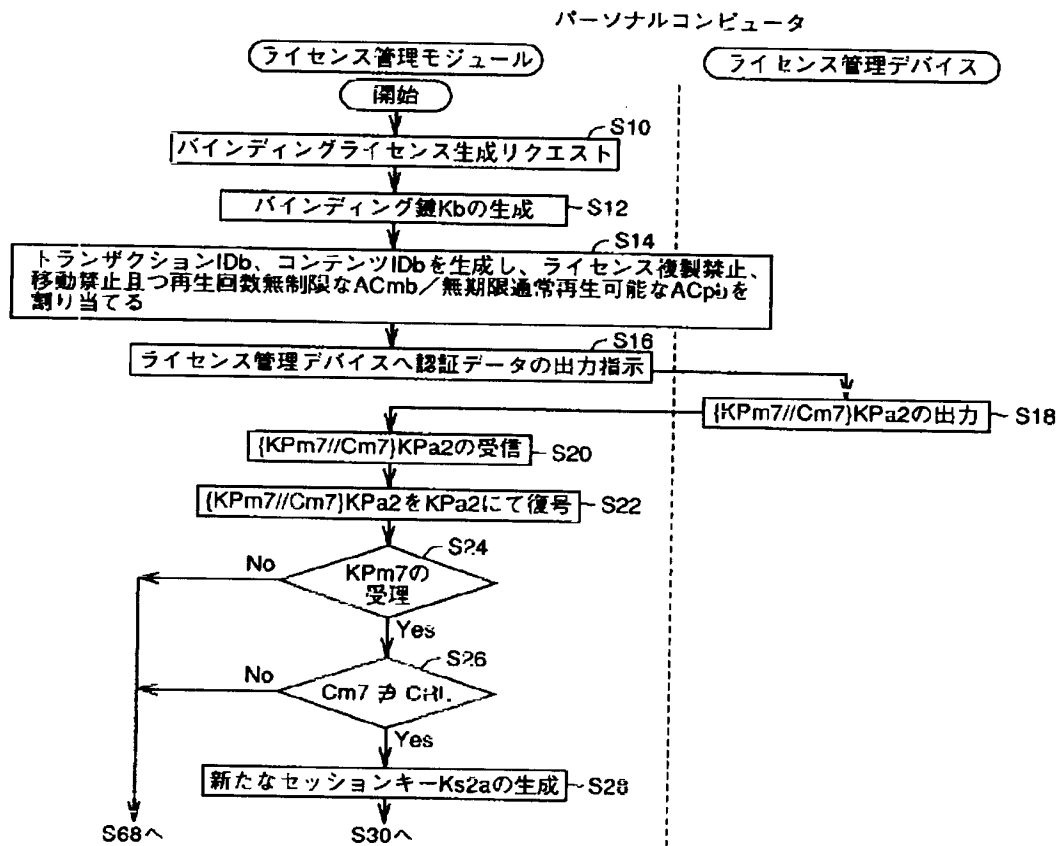 パーソナルコンピュータ
ライセンス管理モジュール
ライセンス管理デバイス
開始
S10
バインディングライセンス生成リクエスト
バインディング鍵Kbの生成
S12
S14
トランザクションIDb、コンテンツIDbを生成し、ライセンス複製禁止、
移動禁止且つ再生回数無制限なACmb/無期限通常再生可能なACpbを
割り当てる
S16
ライセンス管理デバイスへ認証データの出力指示
{KPm7//Cm7}KPa2の出力
S18
{KPm7//Cm7}KPa2の受信
S20
{KPm7//Cm7}KPa2をKPa2にて復号
S22
S24
No
KPm7の
受理
Yes
S26
No
Cm7 ∌ CRL
Yes
新たなセッションキーKs2aの生成
S28
S68へ
S30へ